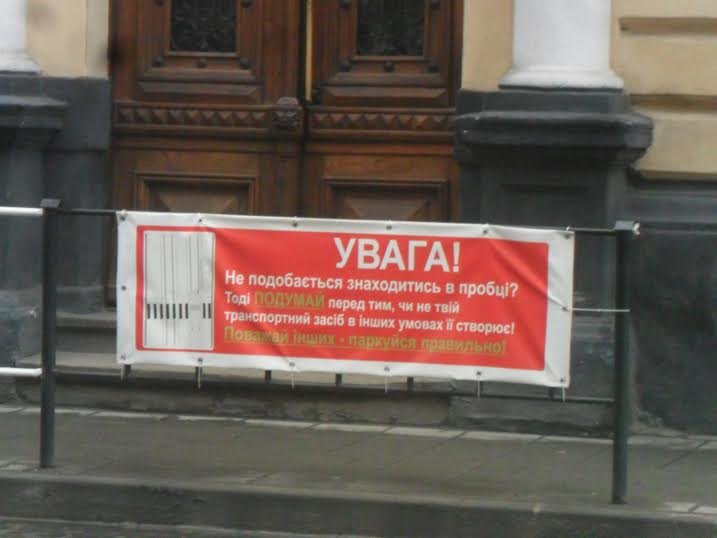 УВАГА!
Не подобається знаходитись в пробці?
Тоді ПОДУМАЙ перед тим, чи не твій
транспортний засіб в інших умовах її створює!
Поважай інших - паркуйся правильно!